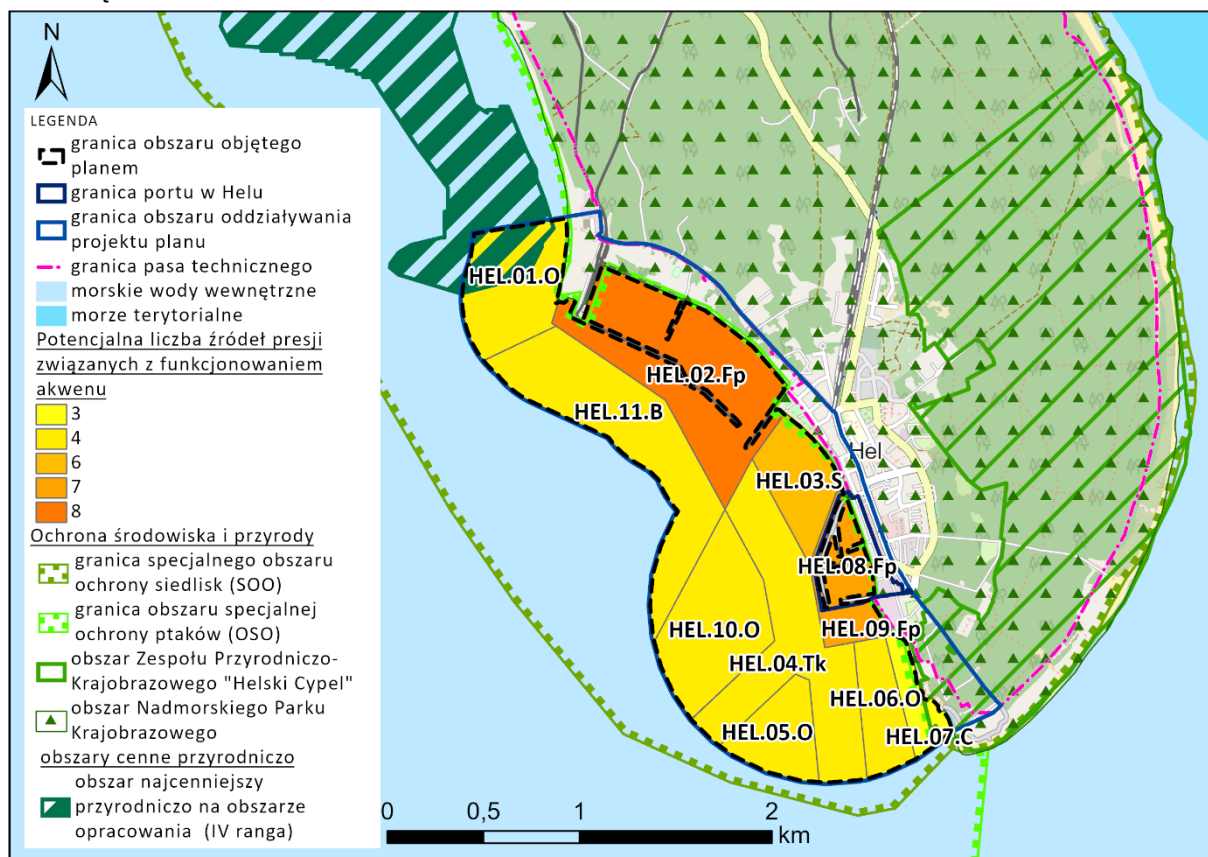 N
LEGENDA
granica obszaru objętego
planem
granica portu w Helu
granica obszaru oddziaływania
projektu planu
granica pasa technicznego
morskie wody wewnętrzne
morze terytorialne
Potencjalna liczba źródeł presji
związanych z funkcjonowaniem
akwenu
3
4
6
7
8
Ochrona środowiska i przyrody
granica specjalnego obszaru
ochrony siedlisk (SOO)
granica obszaru specjalnej
ochrony ptaków (OSO)
obszar Zespołu Przyrodniczo-
Krajobrazowego "Helski Cypel"
obszar Nadmorskiego Parku
Krajobrazowego
obszary cenne przyrodniczo
obszar najcenniejszy
przyrodniczo na obszarze
opracowania (IV ranga)
HEL.01.O
HEL.02.Fp
HEL.11.B
Hel
HEL.03.S
HEL.08.Fp
HEL.09.Fp
HEL.10.O
HEL.04.Tk
HEL.06.O
HEL.05.O
HEL.07.C
0 0,5 1 2
km